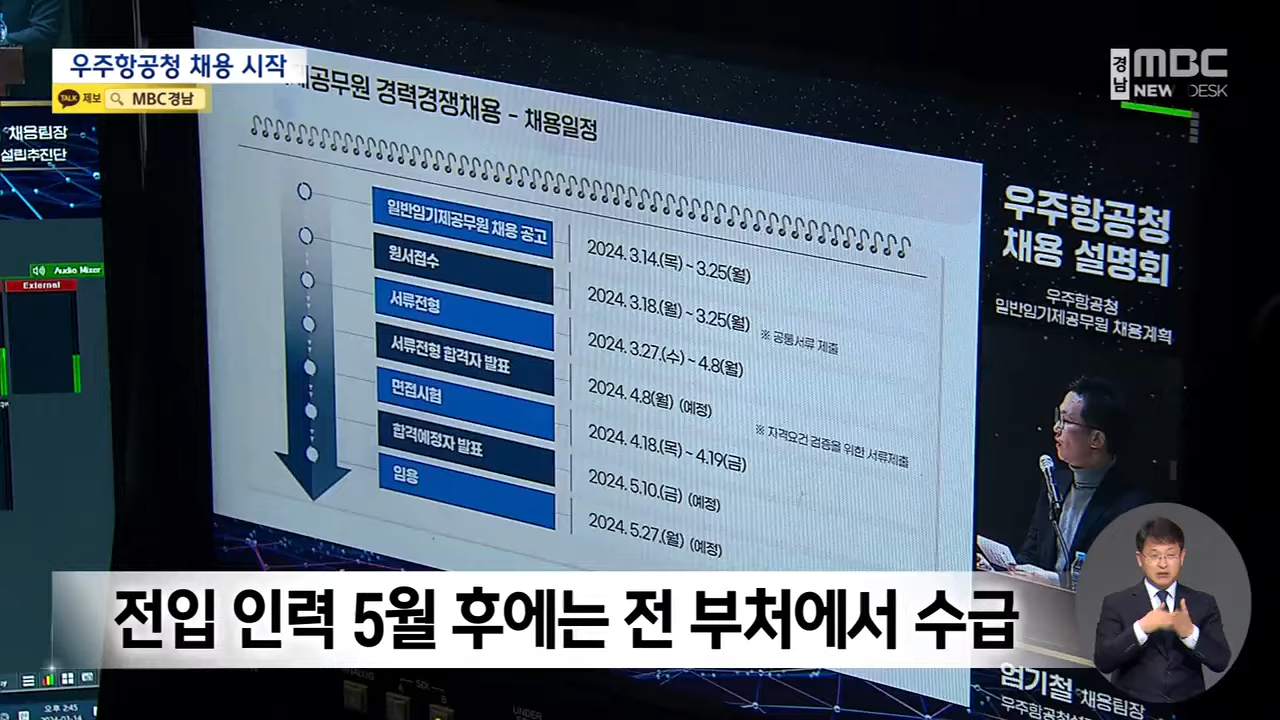 우주항공청 채용 시작
TALK 제보 MBC경남
경남 MBC
NEWSDESK
채용팀장
설립추진단
제공무원 경력경쟁채용 - 채용일정
일반임기제공무원 채용 공고 2024. 3.14.(목) ~ 3.25(월)
원서접수 2024. 3.18.(월) ~ 3.25(월) ※ 공통서류 제출
서류전형 2024. 3.27.(수) ~ 4.8(월)
서류전형 합격자 발표 2024. 4.8(월) (예정)
면접시험 2024. 4.18.(목) ~ 4.19(금) ※ 자격요건 검증을 위한 서류제출
합격예정자 발표 2024. 5.10.(금) (예정)
임용 2024. 5.27.(월) (예정)
우주항공청
채용 설명회
우주항공청
일반임기제공무원 채용계획
Audio Mixer
External
전입 인력 5월 후에는 전 부처에서 수급
엄기철 채용팀장
오후 2:45
2024-03-14
SDI
A
B
UNDER